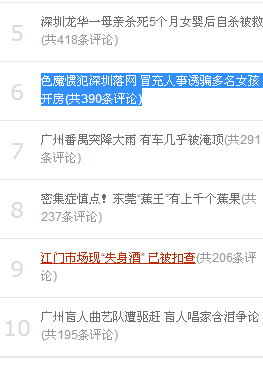 5
深圳龙华一母亲杀死5个月女婴后自杀被救
(共418条评论)
6
色魔惯犯深圳落网 冒充人事诱骗多名女孩
开房(共390条评论)
7
广州番禺突降大雨 有车几乎被淹顶(共291
条评论)
8
密集症慎点！东莞"蕉王"有上千个蕉果(共
237条评论)
9
江门市场现"失身酒" 已被扣查(共206条评
论)
10
广州盲人曲艺队遭驱赶 盲人唱家含泪争论
(共195条评论)